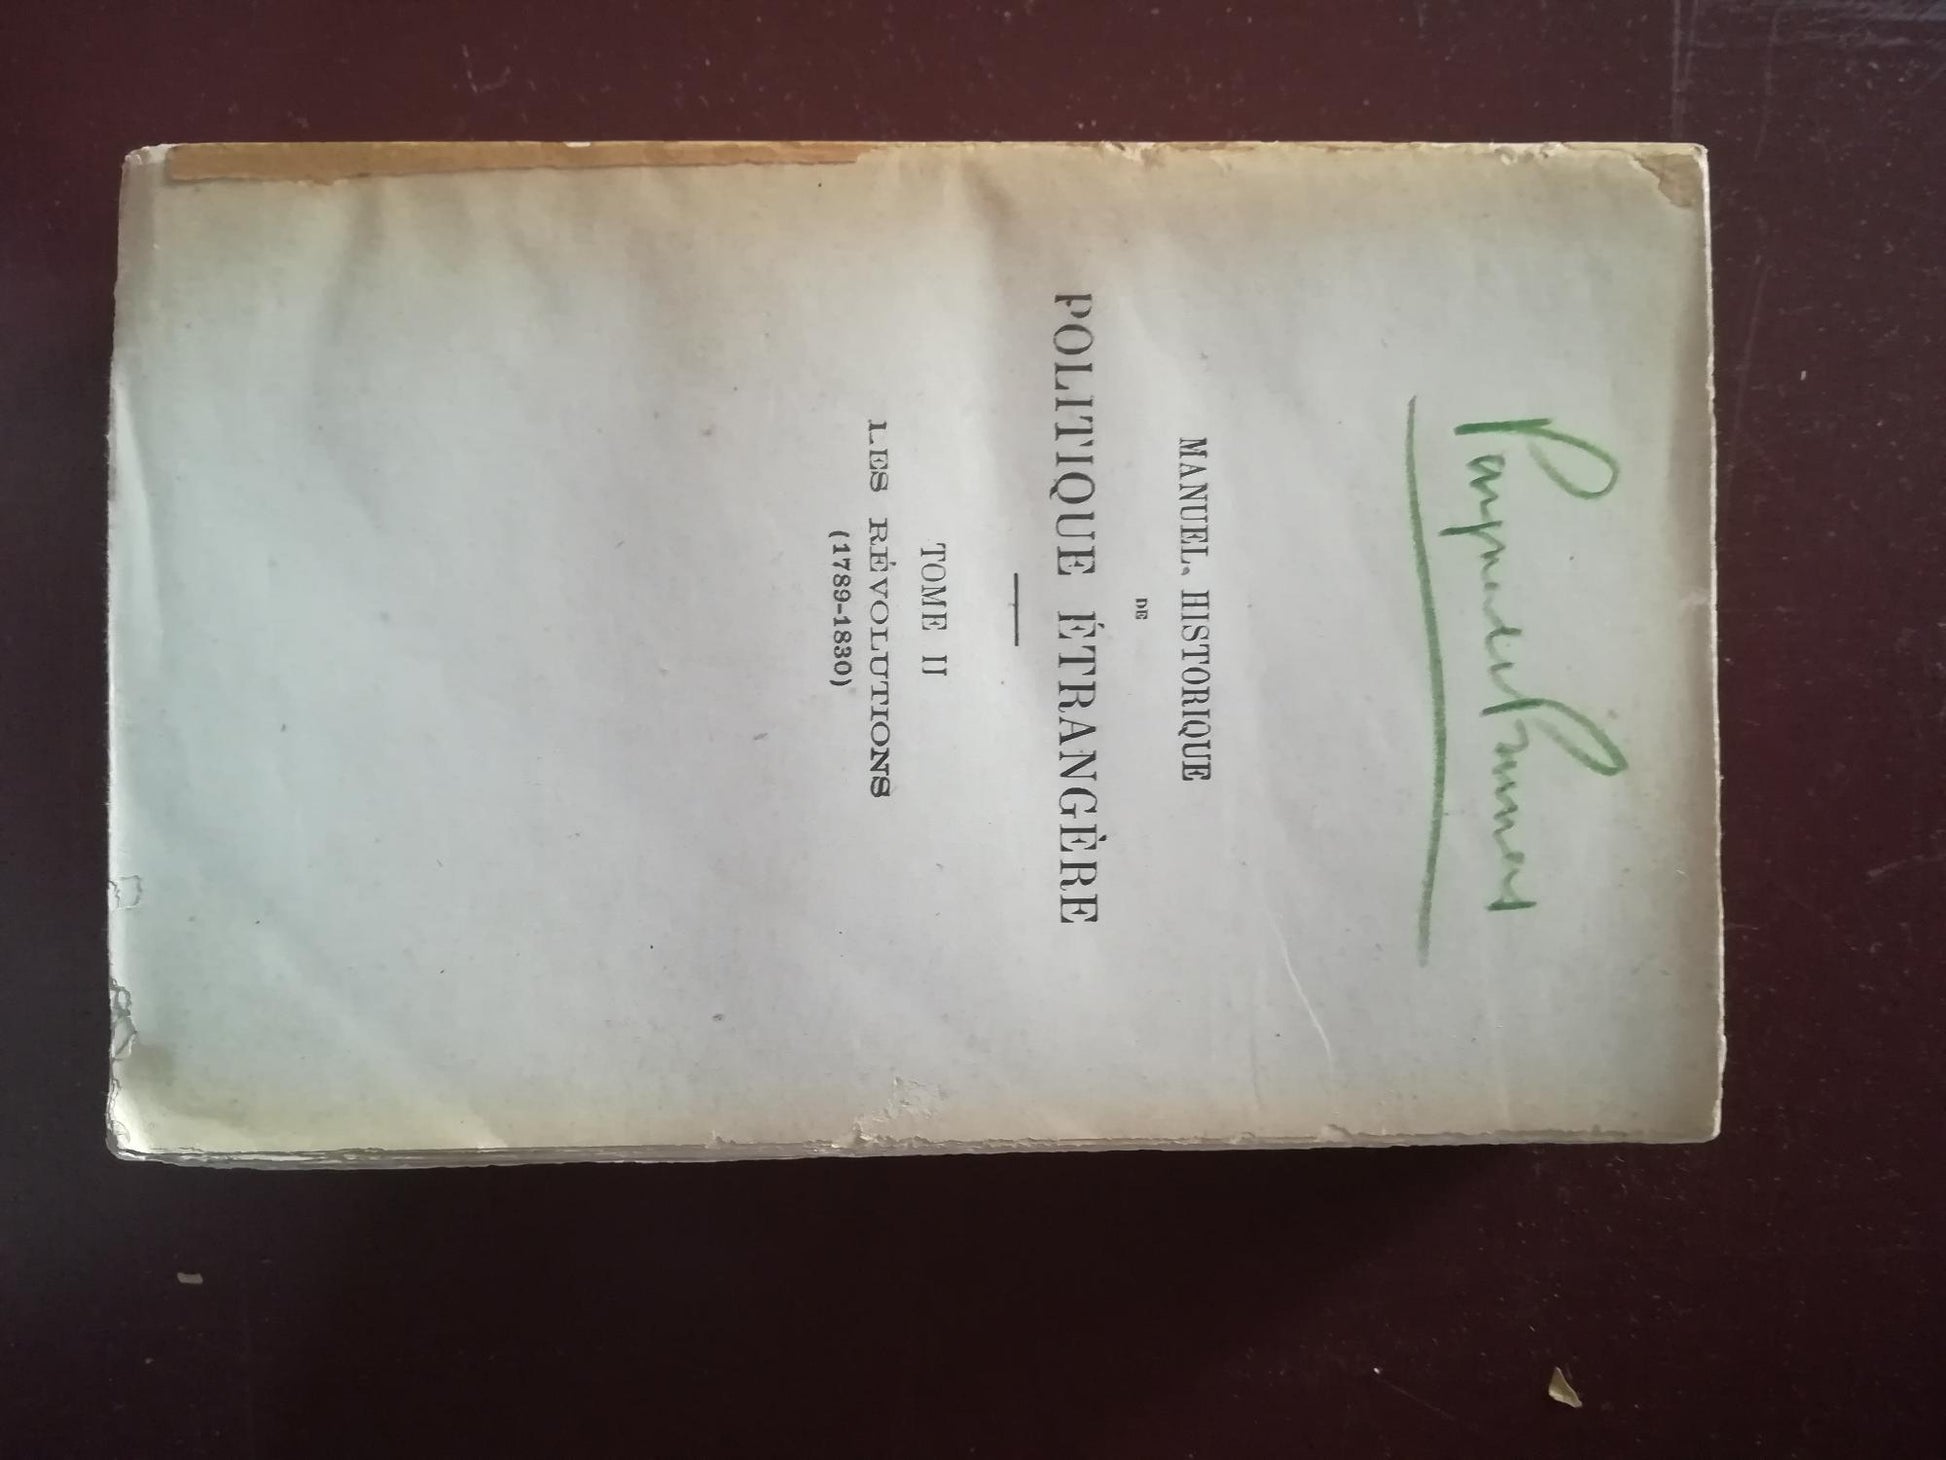 MANUEL HISTORIQUE
DE
POLITIQUE ÉTRANGÈRE
TOME II
LES RÉVOLUTIONS
(1789-1830)